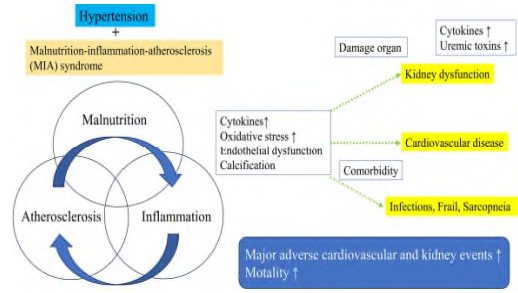 Hypertension
+
Malnutrition-inflammation-atherosclerosis
(MIA) syndrome
Malnutrition
Atherosclerosis
Inflammation
Cytokines↑
Oxidative stress ↑
Endothelial dysfunction
Calcification
Damage organ
Cytokines ↑
Uremic toxins ↑
Kidney dysfunction
Cardiovascular disease
Comorbidity
Infections, Frail, Sarcopneia
Major adverse cardiovascular and kidney events ↑
Motality ↑